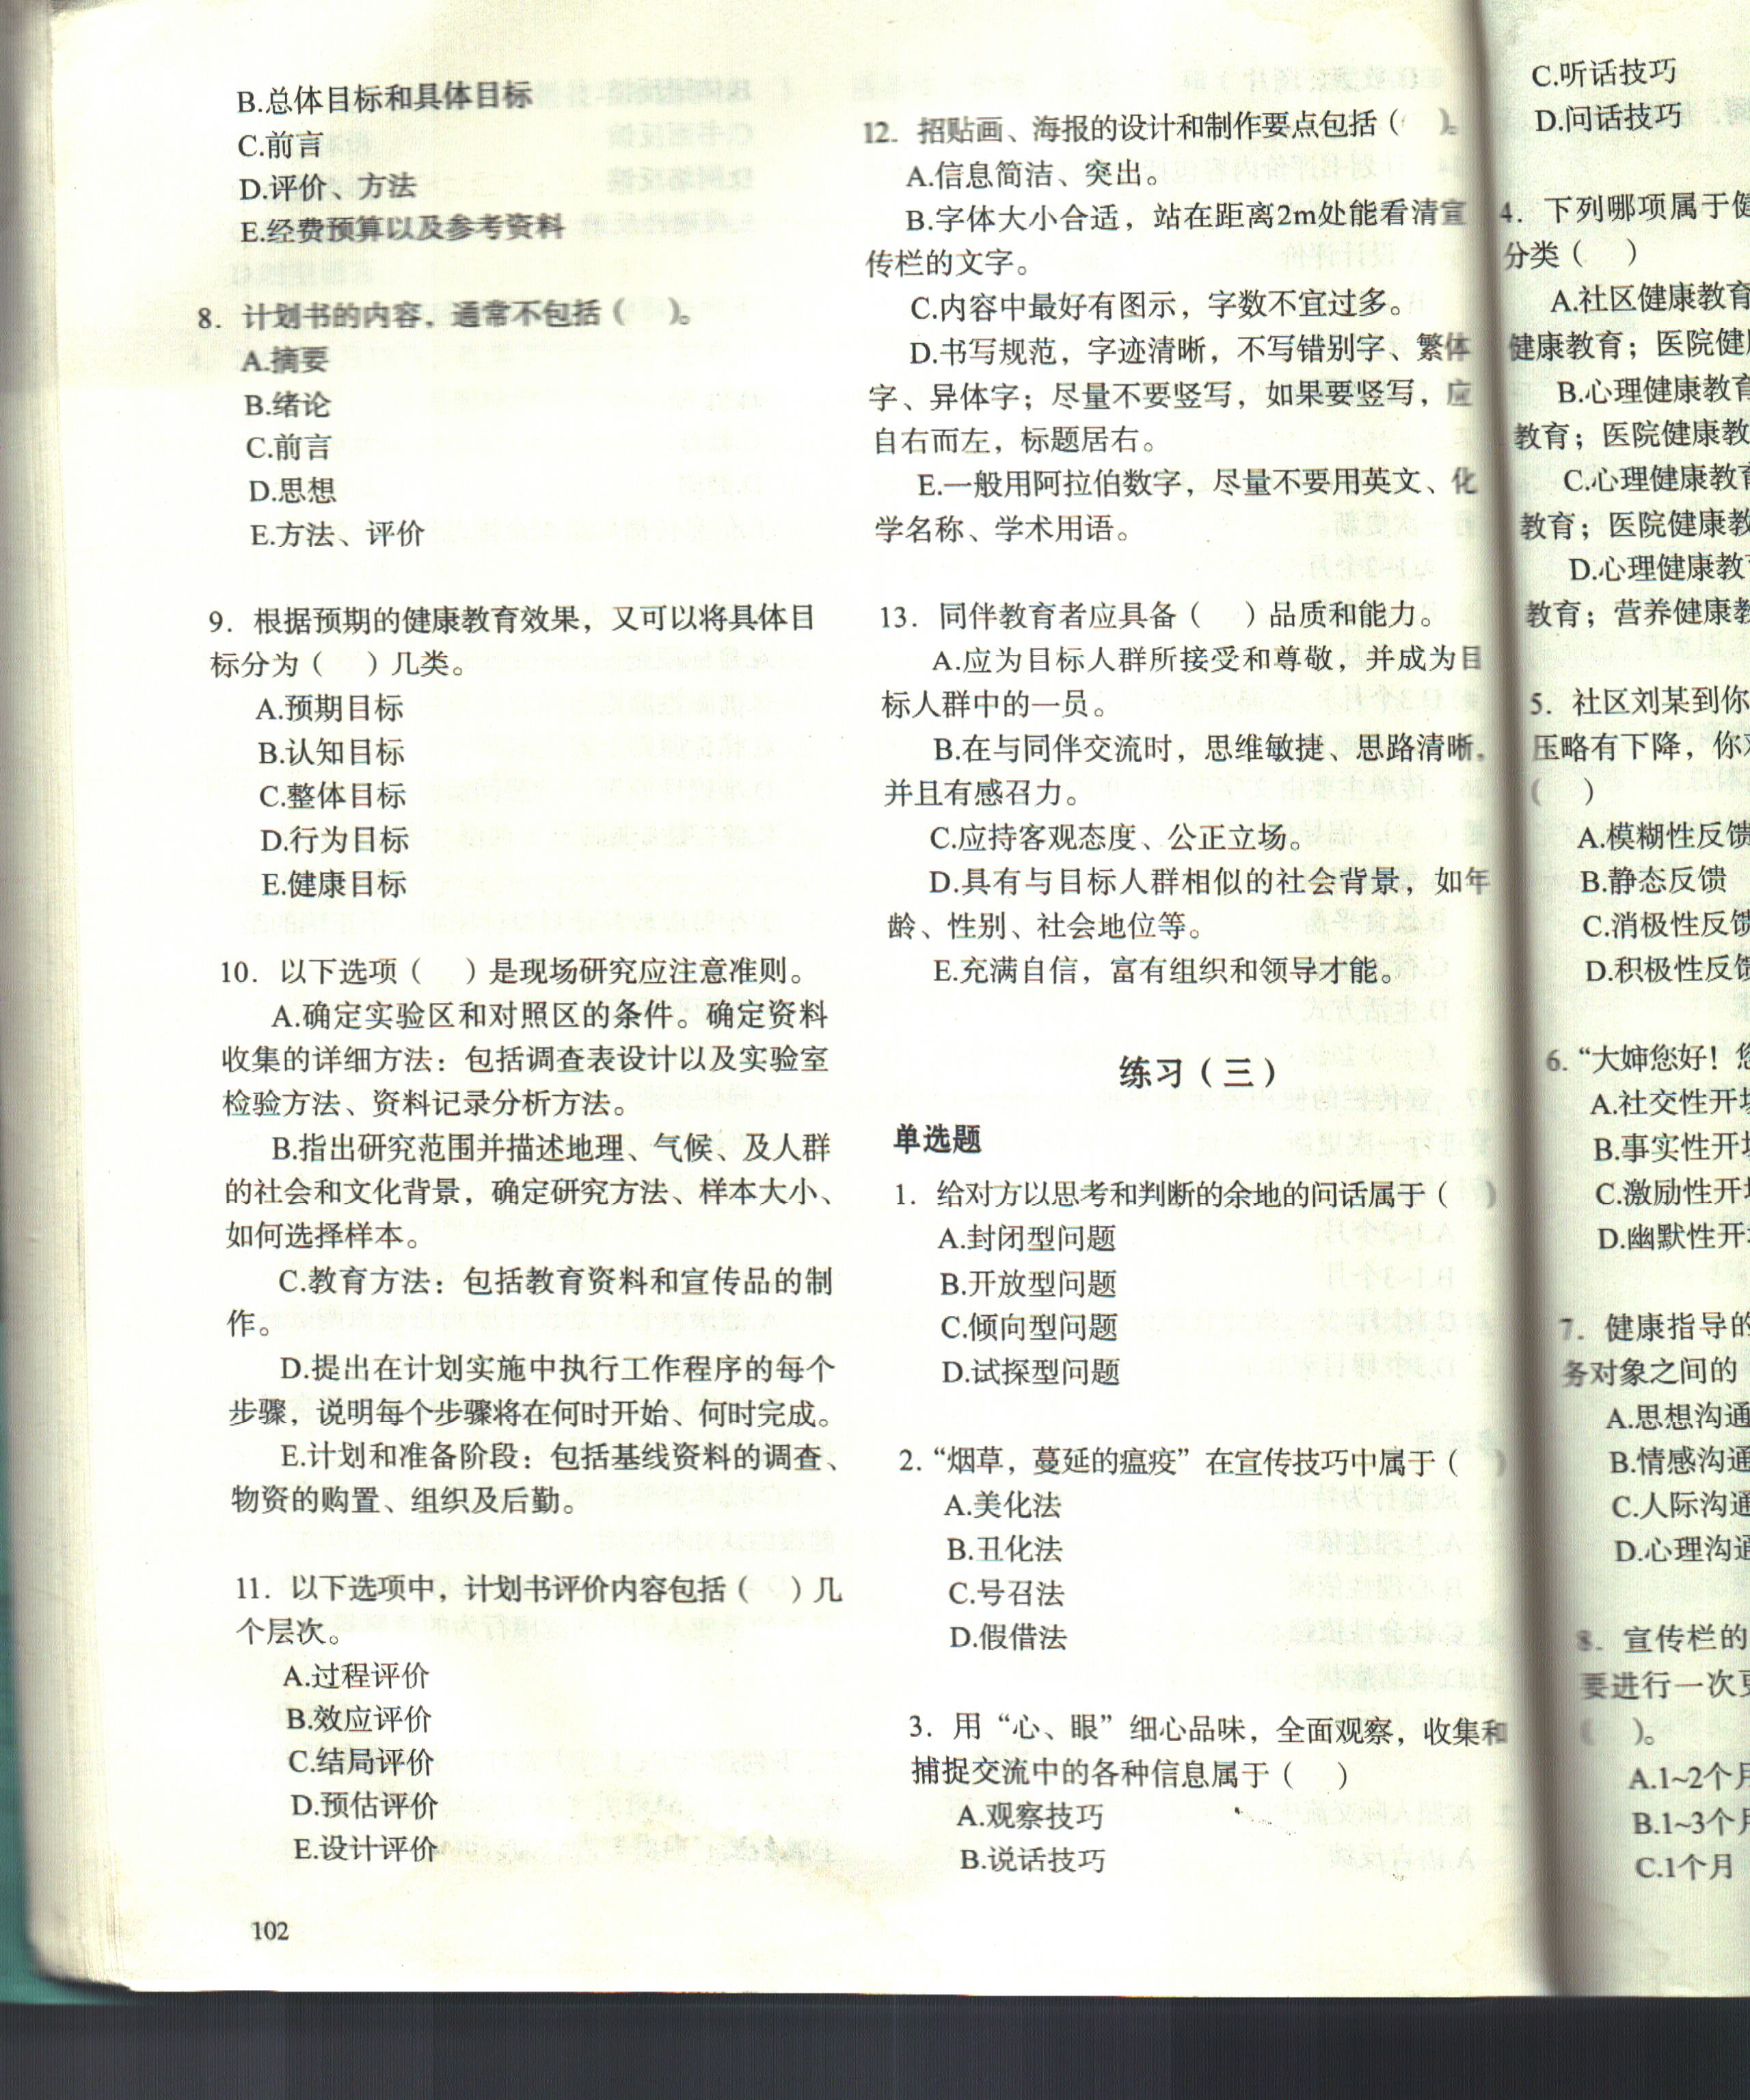 B.总体目标和具体目标
C.前言
D.评价、方法
E.经费预算以及参考资料
8. 计划书的内容，通常不包括（ ）。
A.摘要
B.绪论
C.前言
D.思想
E.方法、评价
9. 根据预期的健康教育效果，又可以将具体目
标分为（ ）几类。
A.预期目标
B.认知目标
C.整体目标
D.行为目标
E.健康目标
10. 以下选项（ ）是现场研究应注意准则。
A.确定实验区和对照区的条件。确定资料
收集的详细方法：包括调查表设计以及实验室
检验方法、资料记录分析方法。
B.指出研究范围并描述地理、气候、及人群
的社会和文化背景，确定研究方法、样本大小、
如何选择样本。
C.教育方法：包括教育资料和宣传品的制
作。
D.提出在计划实施中执行工作程序的每个
步骤，说明每个步骤将在何时开始、何时完成。
E.计划和准备阶段：包括基线资料的调查、
物资的购置、组织及后勤。
11. 以下选项中，计划书评价内容包括（ ）几
个层次。
A.过程评价
B.效应评价
C.结局评价
D.预估评价
E.设计评价
102
12. 招贴画、海报的设计和制作要点包括（ ）。
A.信息简洁、突出。
B.字体大小合适，站在距离2m处能看清宣
传栏的文字。
C.内容中最好有图示，字数不宜过多。
D.书写规范，字迹清晰，不写错别字、繁体
字、异体字；尽量不要竖写，如果要竖写，应
自右而左，标题居右。
E.一般用阿拉伯数字，尽量不要用英文、化
学名称、学术用语。
13. 同伴教育者应具备（ ）品质和能力。
A.应为目标人群所接受和尊敬，并成为目
标人群中的一员。
B.在与同伴交流时，思维敏捷、思路清晰，
并且有感召力。
C.应持客观态度、公正立场。
D.具有与目标人群相似的社会背景，如年
龄、性别、社会地位等。
E.充满自信，富有组织和领导才能。
练习（三）
单选题
1. 给对方以思考和判断的余地的问话属于（ ）
A.封闭型问题
B.开放型问题
C.倾向型问题
D.试探型问题
2.“烟草，蔓延的瘟疫”在宣传技巧中属于（ ）
A.美化法
B.丑化法
C.号召法
D.假借法
3. 用“心、眼”细心品味，全面观察，收集和
捕捉交流中的各种信息属于（ ）
A.观察技巧
B.说话技巧
C.听话技巧
D.问话技巧
4. 下列哪项属于健
分类（ ）
A.社区健康教育
健康教育；医院健
B.心理健康教育
教育；医院健康教
C.心理健康教育
教育；医院健康教
D.心理健康教
教育；营养健康教
5. 社区刘某到你
压略有下降，你
（ ）
A.模糊性反馈
B.静态反馈
C.消极性反馈
D.积极性反馈
6.“大婶您好！您
A.社交性开
B.事实性开
C.激励性开
D.幽默性开
7. 健康指导的
务对象之间的
A.思想沟通
B.情感沟通
C.人际沟通
D.心理沟通
8. 宣传栏的
要进行一次
（ ）。
A.1~2个月
B.1~3个月
C.1个月